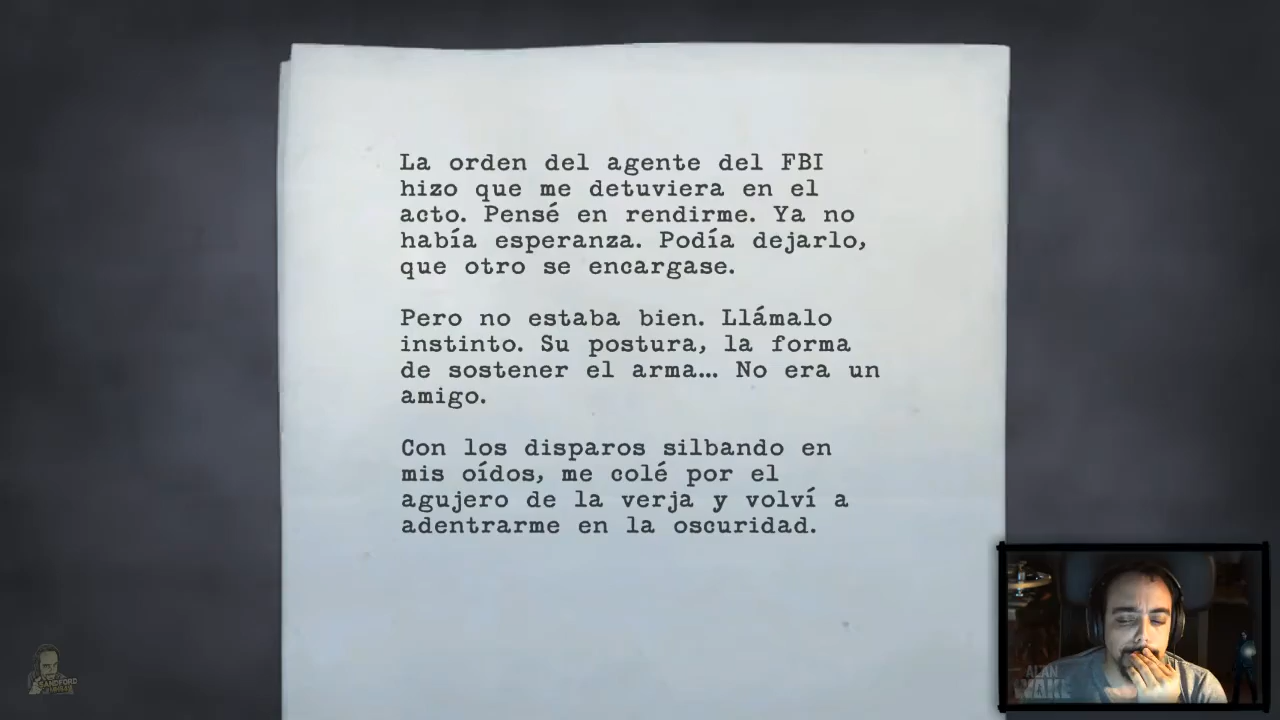 La orden del agente del FBI
hizo que me detuviera en el
acto. Pensé en rendirme. Ya no
había esperanza. Podía dejarlo,
que otro se encargase.
Pero no estaba bien. Llámalo
instinto. Su postura, la forma
de sostener el arma... No era un
amigo.
Con los disparos silbando en
mis oídos, me colé por el
agujero de la verja y volví a
adentrarme en la oscuridad.
ALAN
WAKE
SANDFORD